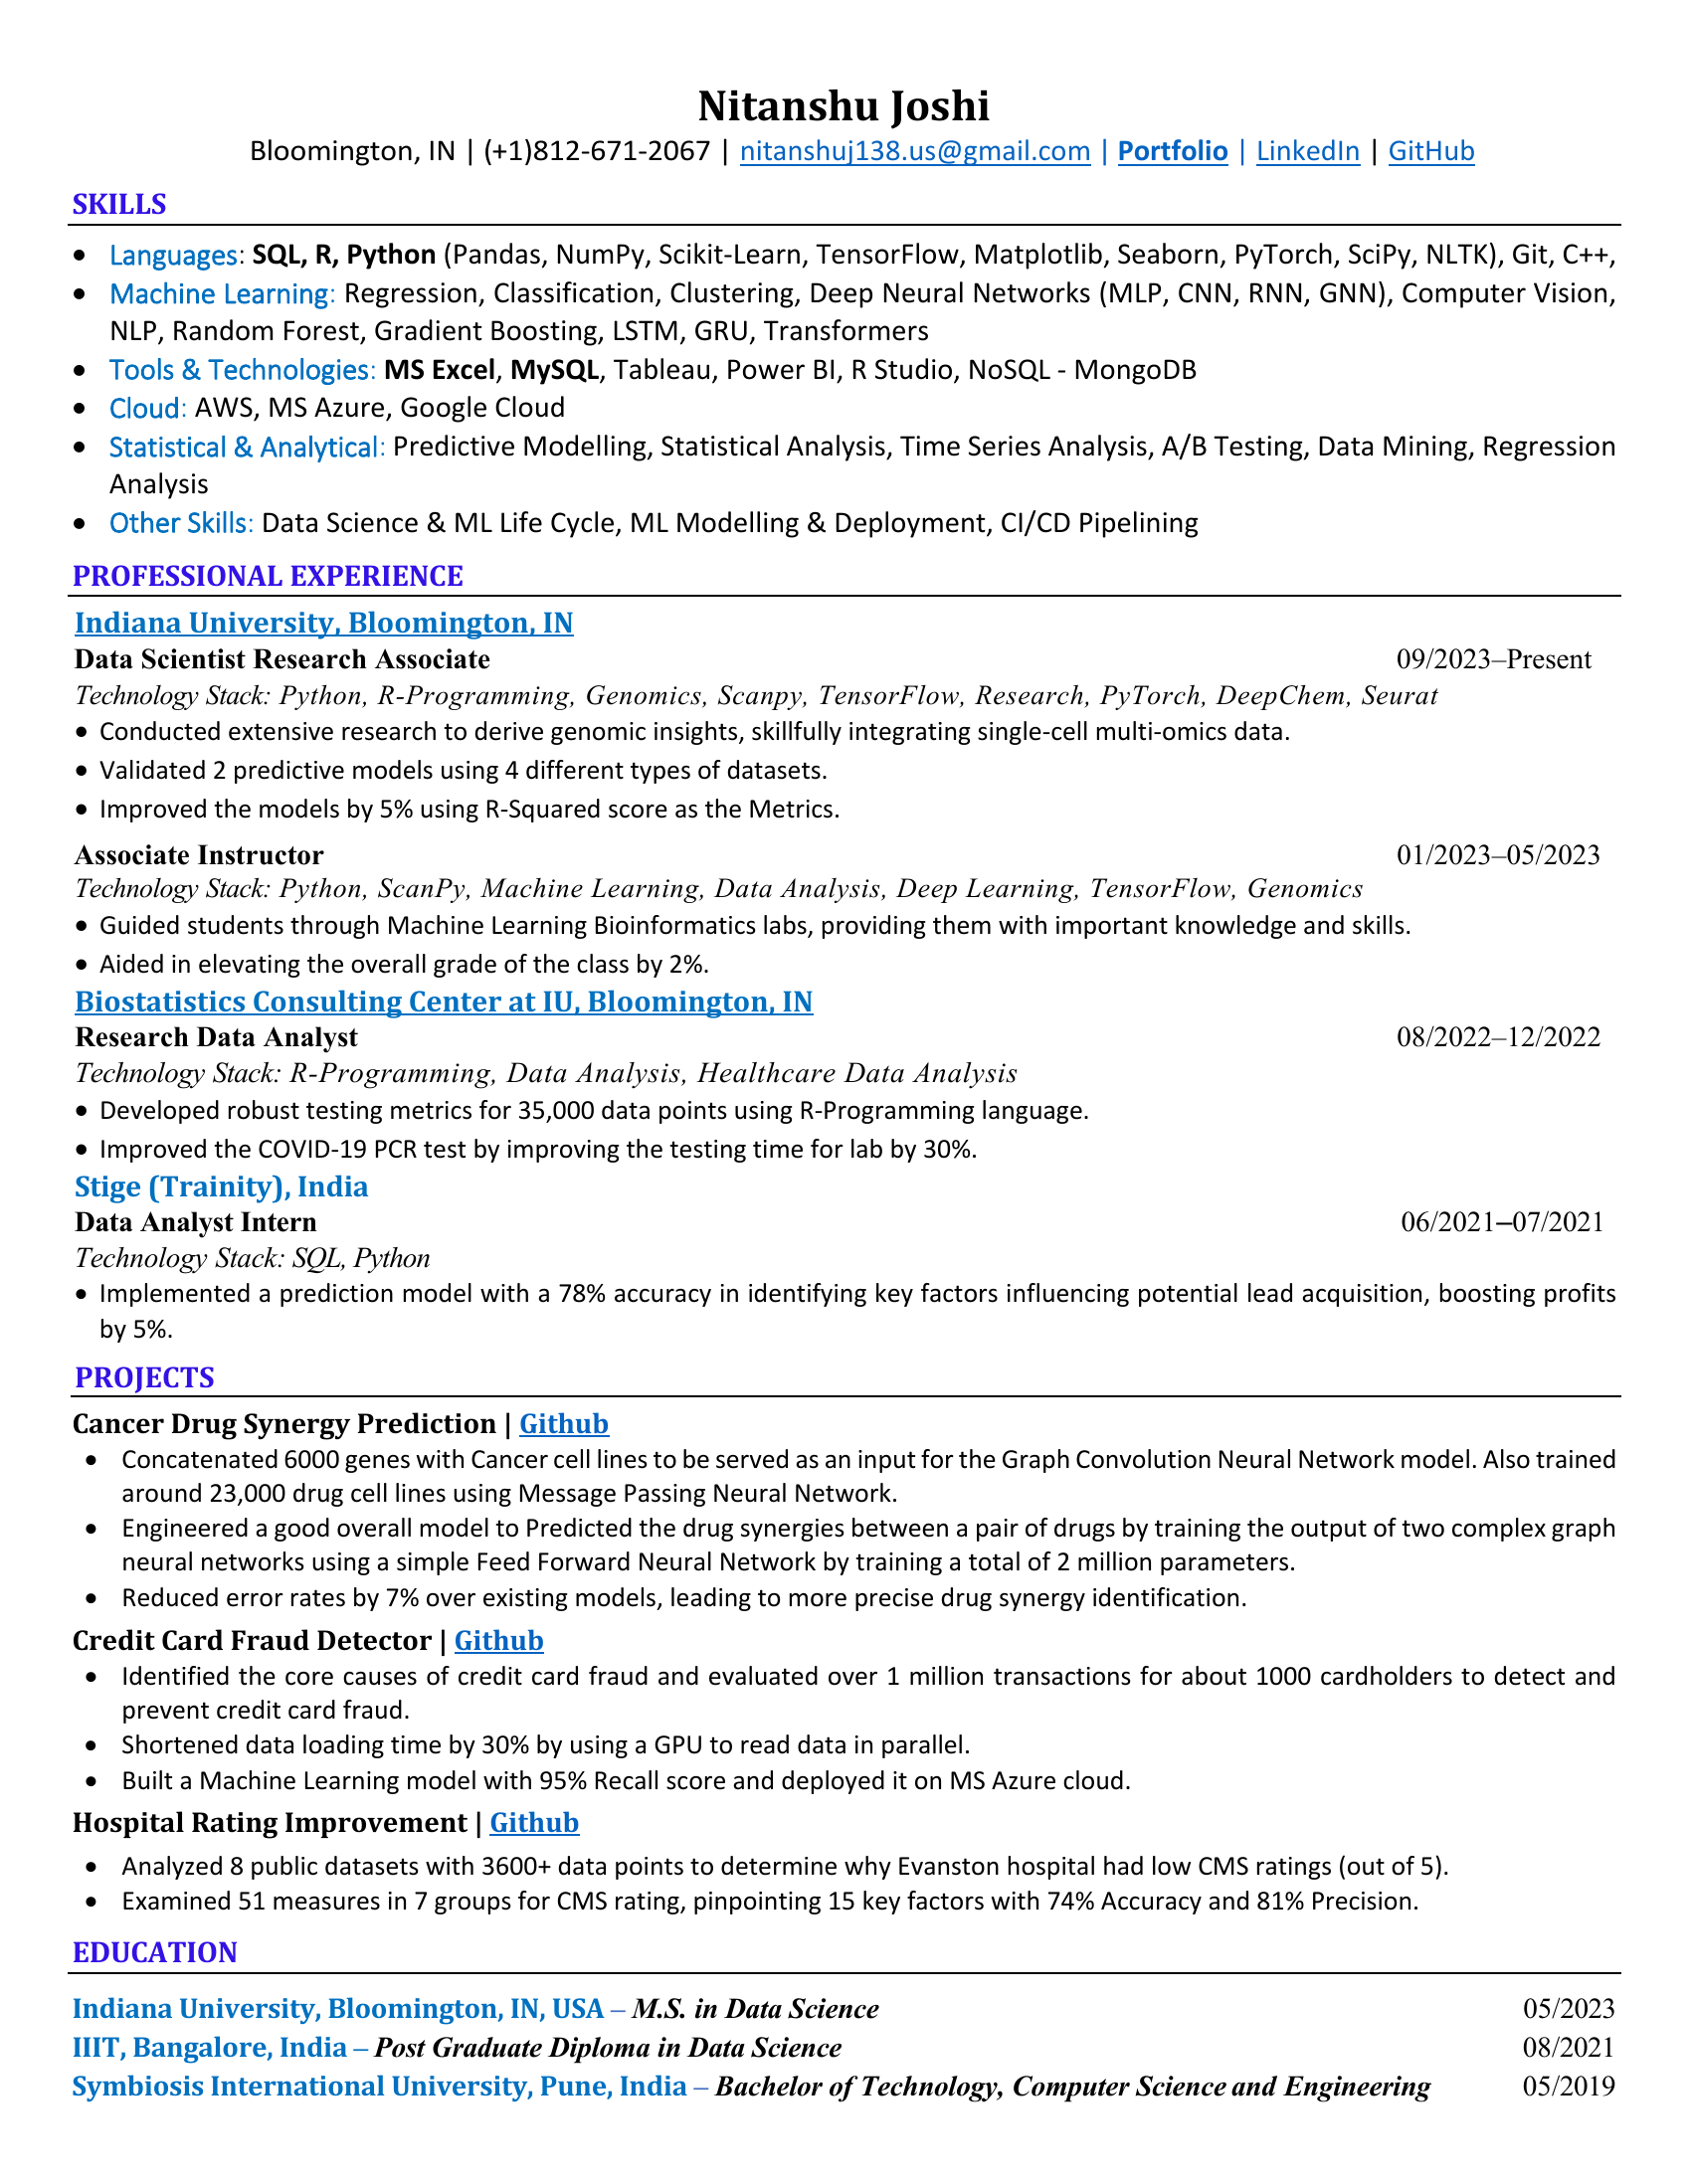 Nitanshu Joshi
Bloomington, IN | (+1)812-671-2067 | nitanshuj138.us@gmail.com | Portfolio | LinkedIn | GitHub
SKILLS
• Languages: SQL, R, Python (Pandas, NumPy, Scikit-Learn, TensorFlow, Matplotlib, Seaborn, PyTorch, SciPy, NLTK), Git, C++,
• Machine Learning: Regression, Classification, Clustering, Deep Neural Networks (MLP, CNN, RNN, GNN), Computer Vision,
NLP, Random Forest, Gradient Boosting, LSTM, GRU, Transformers
• Tools & Technologies: MS Excel, MySQL, Tableau, Power BI, R Studio, NoSQL - MongoDB
• Cloud: AWS, MS Azure, Google Cloud
• Statistical & Analytical: Predictive Modelling, Statistical Analysis, Time Series Analysis, A/B Testing, Data Mining, Regression
Analysis
• Other Skills: Data Science & ML Life Cycle, ML Modelling & Deployment, CI/CD Pipelining
PROFESSIONAL EXPERIENCE
Indiana University, Bloomington, IN
Data Scientist Research Associate 09/2023–Present
Technology Stack: Python, R-Programming, Genomics, Scanpy, TensorFlow, Research, PyTorch, DeepChem, Seurat
• Conducted extensive research to derive genomic insights, skillfully integrating single-cell multi-omics data.
• Validated 2 predictive models using 4 different types of datasets.
• Improved the models by 5% using R-Squared score as the Metrics.
Associate Instructor 01/2023–05/2023
Technology Stack: Python, ScanPy, Machine Learning, Data Analysis, Deep Learning, TensorFlow, Genomics
• Guided students through Machine Learning Bioinformatics labs, providing them with important knowledge and skills.
• Aided in elevating the overall grade of the class by 2%.
Biostatistics Consulting Center at IU, Bloomington, IN
Research Data Analyst 08/2022–12/2022
Technology Stack: R-Programming, Data Analysis, Healthcare Data Analysis
• Developed robust testing metrics for 35,000 data points using R-Programming language.
• Improved the COVID-19 PCR test by improving the testing time for lab by 30%.
Stige (Trainity), India
Data Analyst Intern 06/2021–07/2021
Technology Stack: SQL, Python
• Implemented a prediction model with a 78% accuracy in identifying key factors influencing potential lead acquisition, boosting profits
by 5%.
PROJECTS
Cancer Drug Synergy Prediction | Github
• Concatenated 6000 genes with Cancer cell lines to be served as an input for the Graph Convolution Neural Network model. Also trained
around 23,000 drug cell lines using Message Passing Neural Network.
• Engineered a good overall model to Predicted the drug synergies between a pair of drugs by training the output of two complex graph
neural networks using a simple Feed Forward Neural Network by training a total of 2 million parameters.
• Reduced error rates by 7% over existing models, leading to more precise drug synergy identification.
Credit Card Fraud Detector | Github
• Identified the core causes of credit card fraud and evaluated over 1 million transactions for about 1000 cardholders to detect and
prevent credit card fraud.
• Shortened data loading time by 30% by using a GPU to read data in parallel.
• Built a Machine Learning model with 95% Recall score and deployed it on MS Azure cloud.
Hospital Rating Improvement | Github
• Analyzed 8 public datasets with 3600+ data points to determine why Evanston hospital had low CMS ratings (out of 5).
• Examined 51 measures in 7 groups for CMS rating, pinpointing 15 key factors with 74% Accuracy and 81% Precision.
EDUCATION
Indiana University, Bloomington, IN, USA – M.S. in Data Science 05/2023
IIIT, Bangalore, India – Post Graduate Diploma in Data Science 08/2021
Symbiosis International University, Pune, India – Bachelor of Technology, Computer Science and Engineering 05/2019